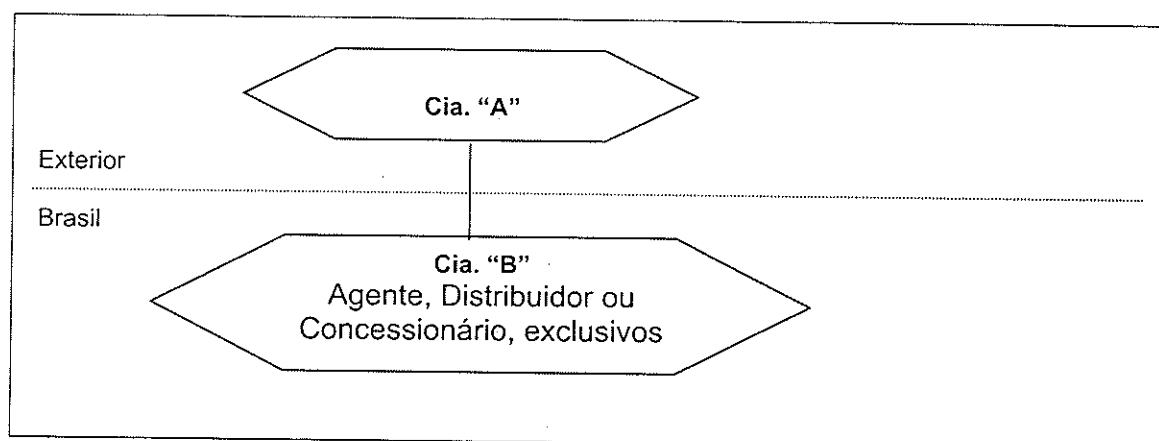 Cia. "A"
Exterior
Brasil
Cia. "B"
Agente, Distribuidor ou
Concessionário, exclusivos